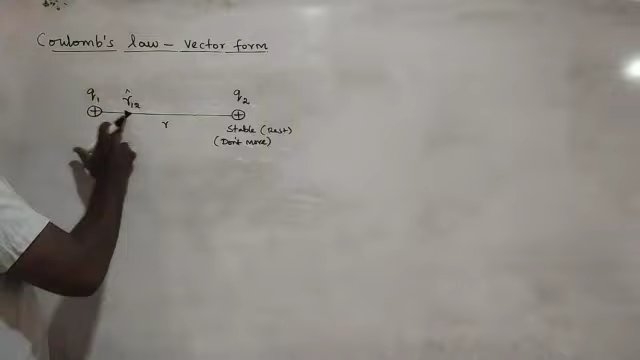 Coulomb's law - vector form
q₁ r̂₁₂ q₂
r
Stable (Rest)
(Don't move)